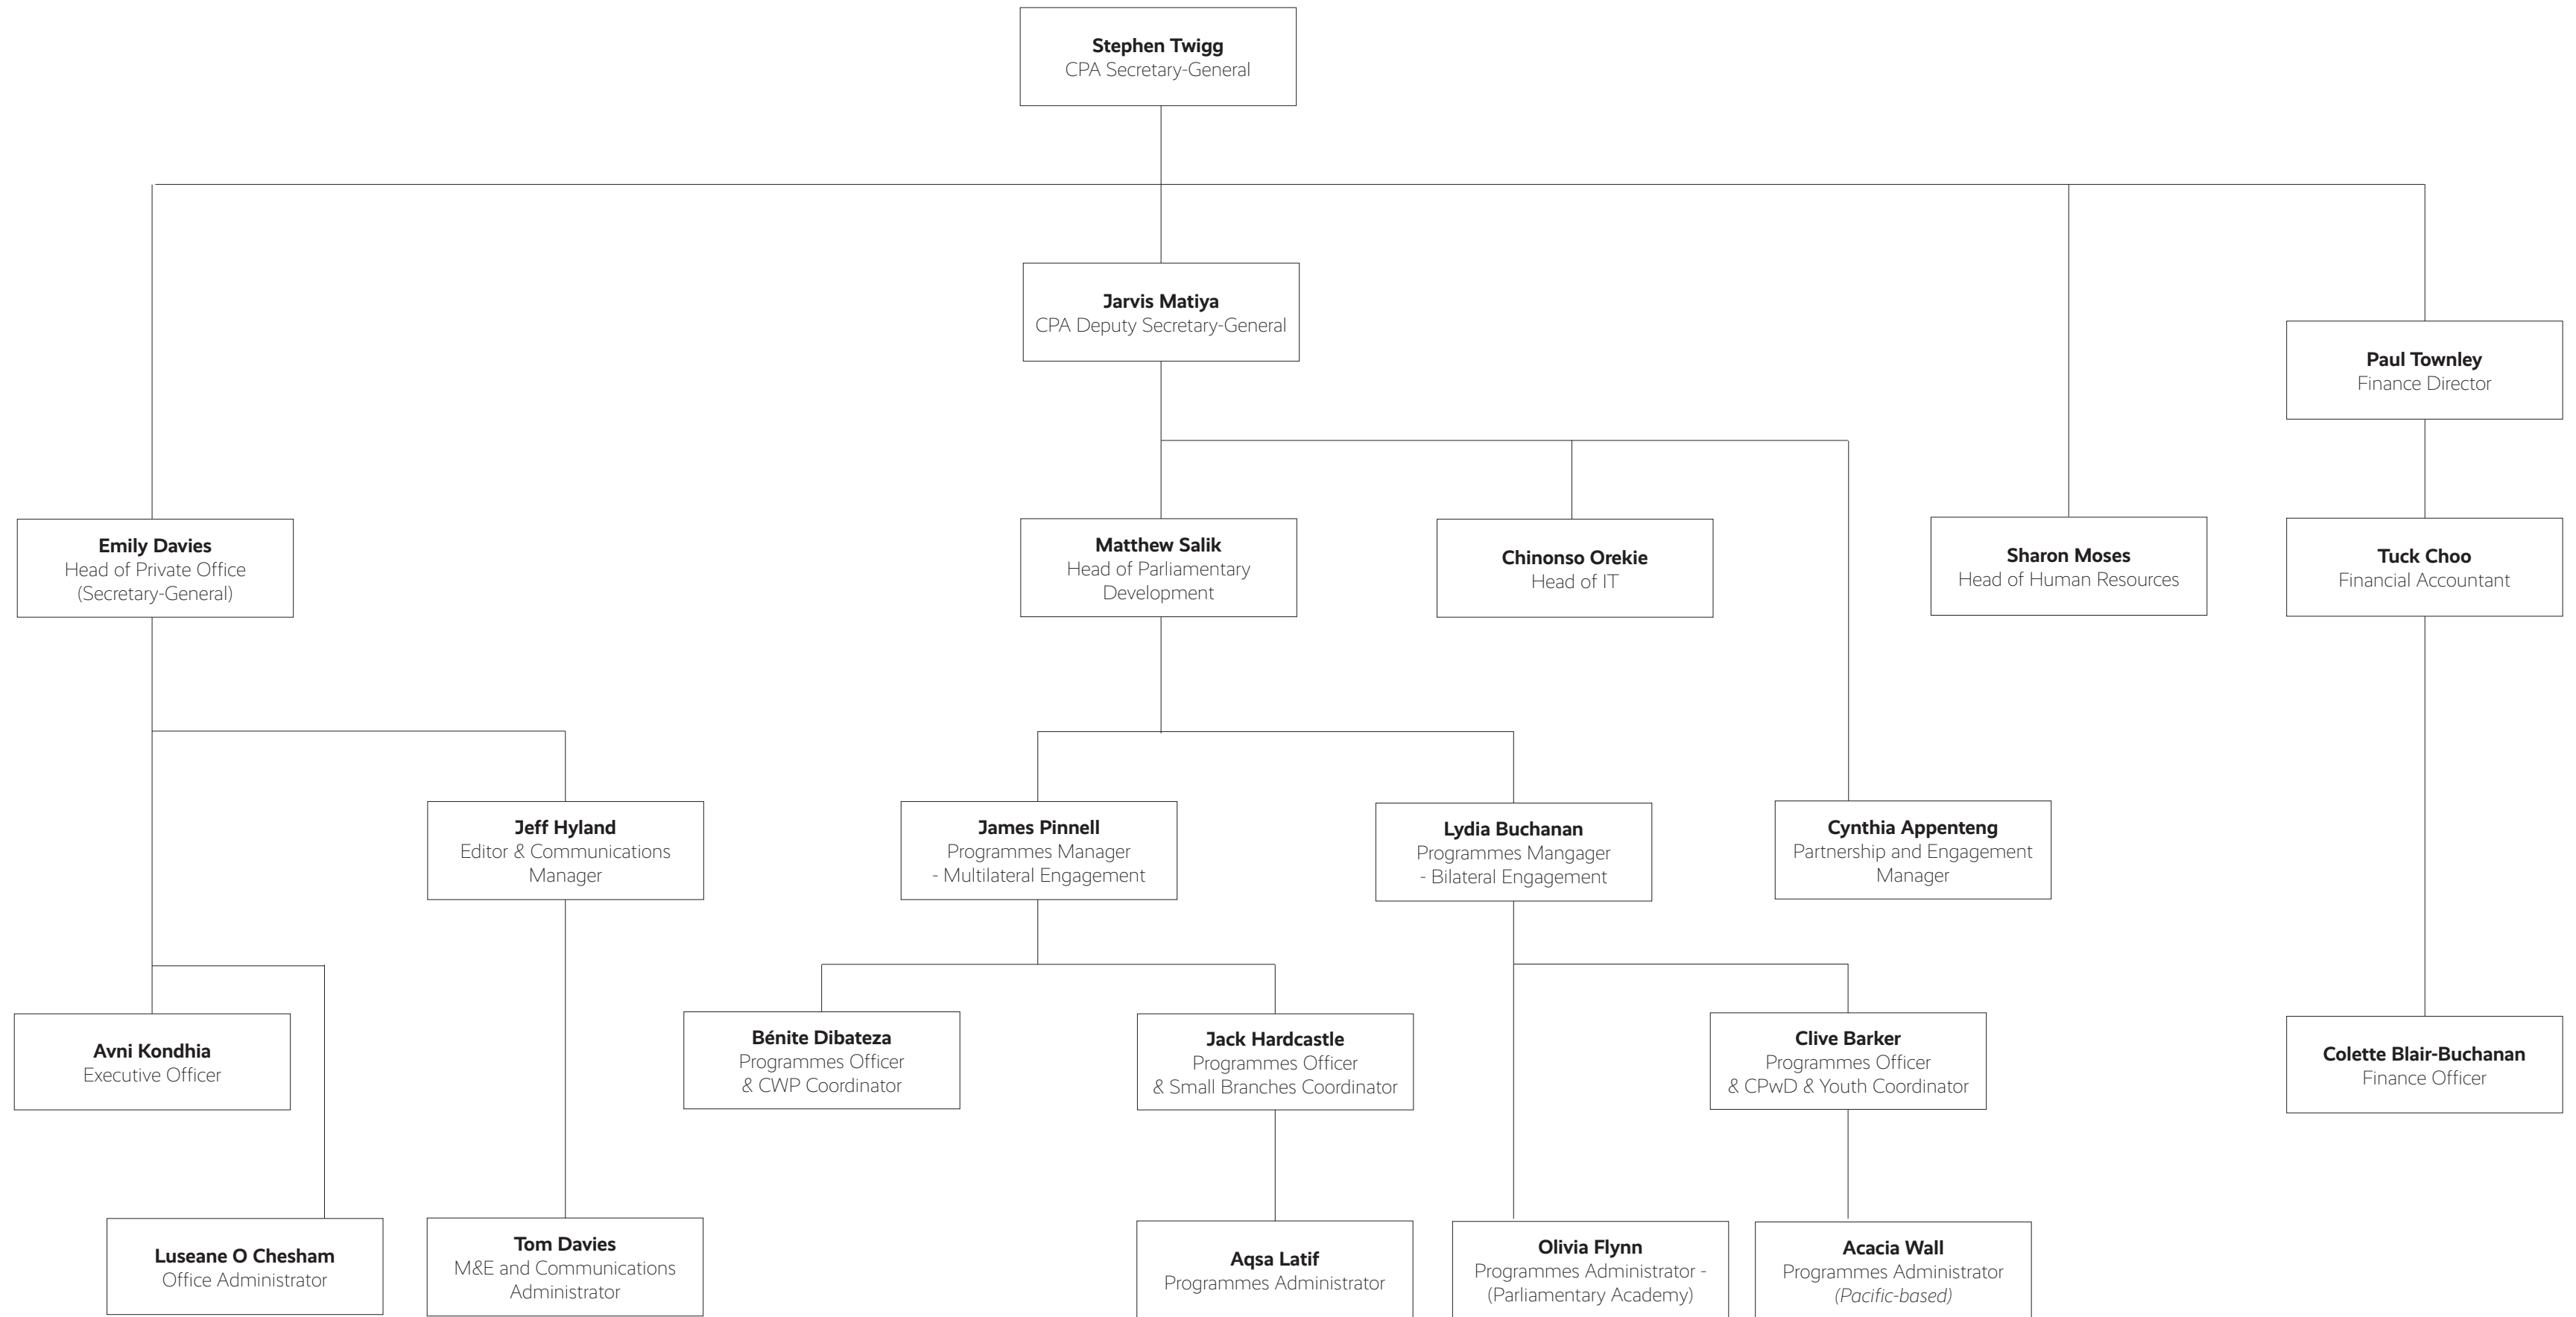 Stephen Twigg
CPA Secretary-General
Jarvis Matiya
CPA Deputy Secretary-General
Paul Townley
Finance Director
Emily Davies
Head of Private Office
(Secretary-General)
Matthew Salik
Head of Parliamentary
Development
Chinonso Orekie
Head of IT
Sharon Moses
Head of Human Resources
Tuck Choo
Financial Accountant
Jeff Hyland
Editor & Communications
Manager
James Pinnell
Programmes Manager
- Multilateral Engagement
Lydia Buchanan
Programmes Mangager
- Bilateral Engagement
Cynthia Appenteng
Partnership and Engagement
Manager
Avni Kondhia
Executive Officer
Bénite Dibateza
Programmes Officer
& CWP Coordinator
Jack Hardcastle
Programmes Officer
& Small Branches Coordinator
Clive Barker
Programmes Officer
& CPwD & Youth Coordinator
Colette Blair-Buchanan
Finance Officer
Luseane O Chesham
Office Administrator
Tom Davies
M&E and Communications
Administrator
Aqsa Latif
Programmes Administrator
Olivia Flynn
Programmes Administrator -
(Parliamentary Academy)
Acacia Wall
Programmes Administrator
(Pacific-based)